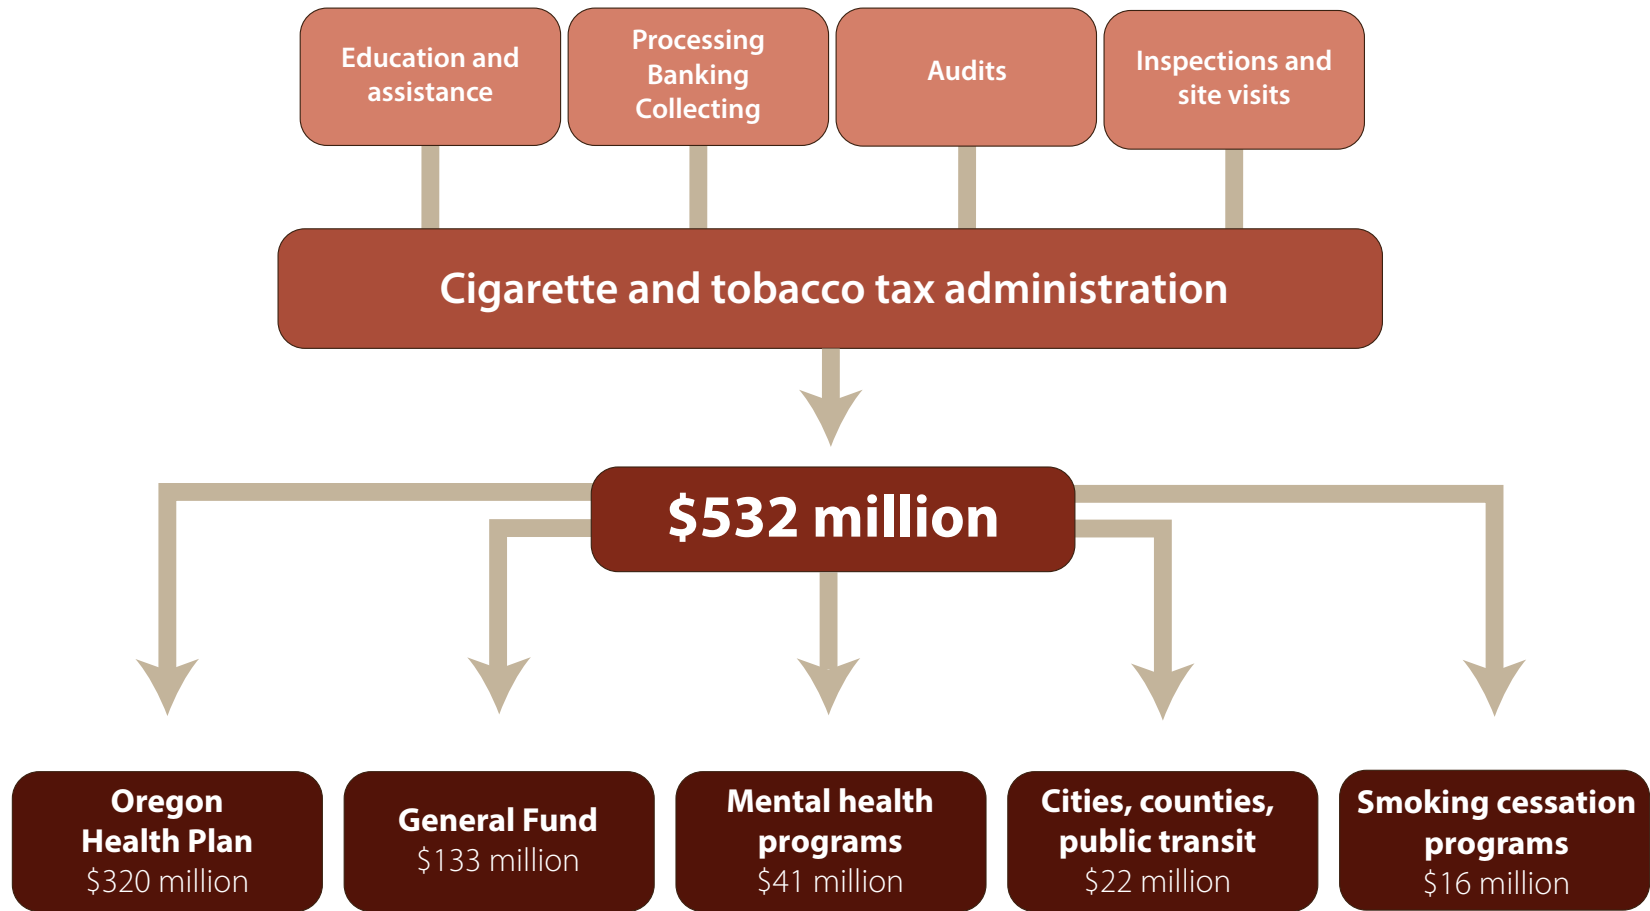 Education and
assistance
Processing
Banking
Collecting
Audits
Inspections and
site visits
Cigarette and tobacco tax administration
$532 million
Oregon
Health Plan
$320 million
General Fund
$133 million
Mental health
programs
$41 million
Cities, counties,
public transit
$22 million
Smoking cessation
programs
$16 million